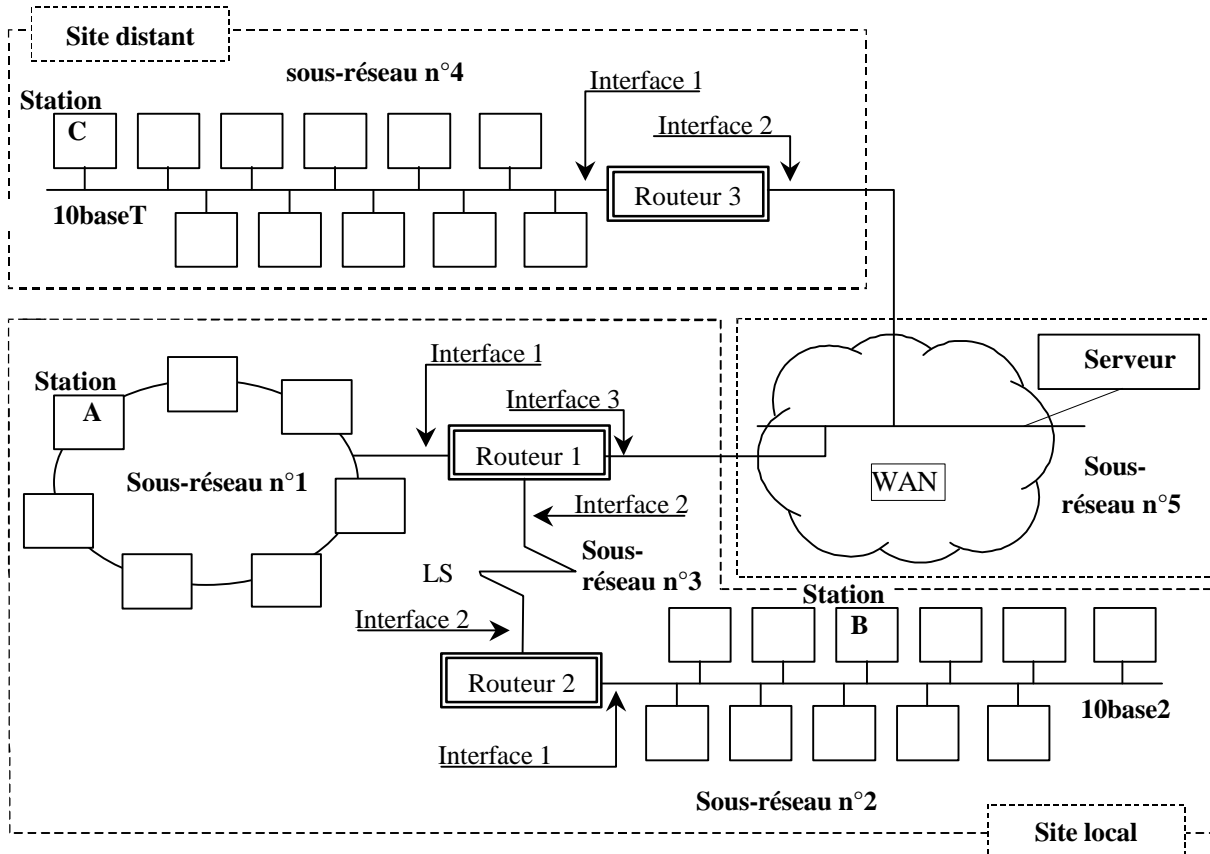 Site distant
sous-réseau n°4
Interface 1
Station
C
Interface 2
Routeur 3
10baseT
Interface 1
Serveur
Station
A
Interface 3
Routeur 1
Sous-réseau n°1
WAN
Sous-
réseau n°5
Interface 2
Sous-
réseau n°3
LS
Station
B
Interface 2
Routeur 2
10base2
Interface 1
Sous-réseau n°2
Site local